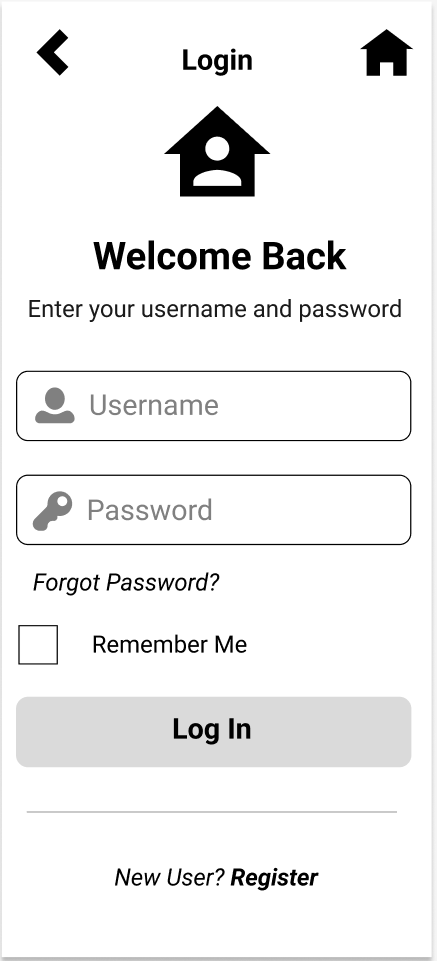 Login
Welcome Back
Enter your username and password
Username
Password
Forgot Password?
Remember Me
Log In
New User? Register